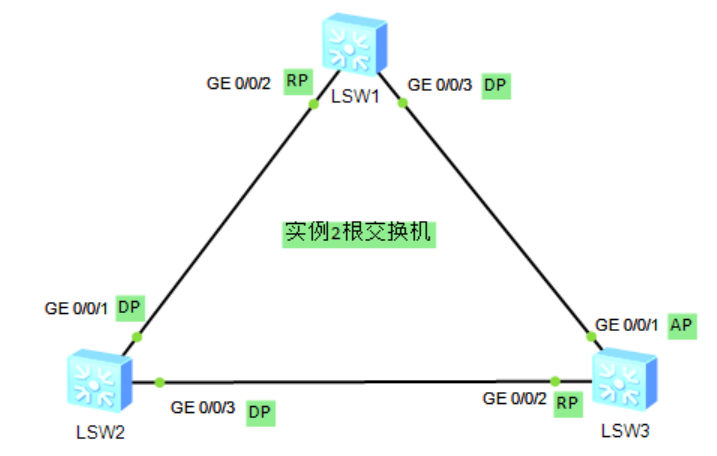 GE 0/0/2 RP
GE 0/0/3 DP
LSW1
实例2根交换机
GE 0/0/1 DP
GE 0/0/1 AP
GE 0/0/3 DP
GE 0/0/2 RP
LSW2
LSW3